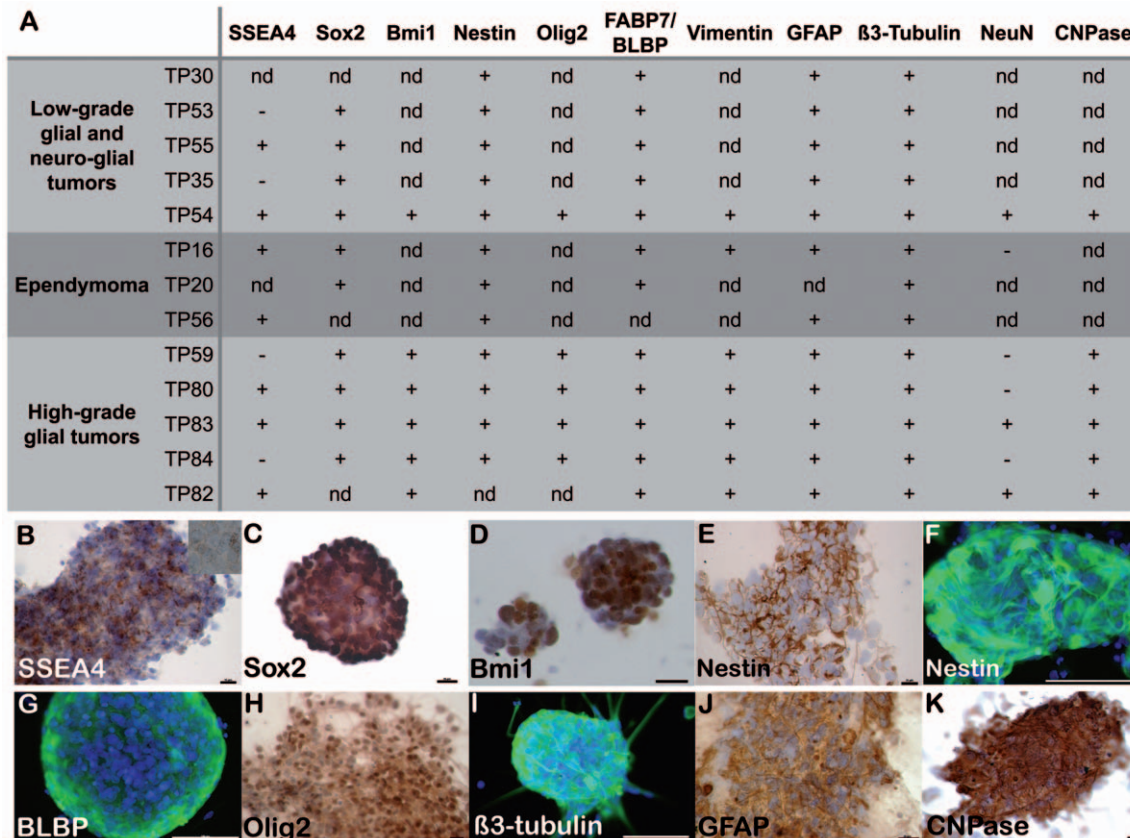 A
SSEA4 Sox2 Bmi1 Nestin Olig2 FABP7/BLBP Vimentin GFAP ß3-Tubulin NeuN CNPase
Low-grade glial and neuro-glial tumors
TP30 nd nd nd + nd + nd + + nd nd
TP53 - + nd + nd + nd + + nd nd
TP55 + + nd + nd + nd + + nd nd
TP35 - + nd + nd + nd + + nd nd
TP54 + + + + + + + + + + +
Ependymoma
TP16 + + nd + nd + + + + - nd
TP20 nd + nd + nd + nd nd + nd nd
TP56 + nd nd + nd nd nd + + nd nd
High-grade glial tumors
TP59 - + + + + + + + + - +
TP80 + + + + + + + + + - +
TP83 + + + + + + + + + + +
TP84 - + + + + + + + + - +
TP82 + nd + nd nd + + + + + +
B
SSEA4
C
Sox2
D
Bmi1
E
Nestin
F
Nestin
G
BLBP
H
Olig2
I
ß3-tubulin
J
GFAP
K
CNPase